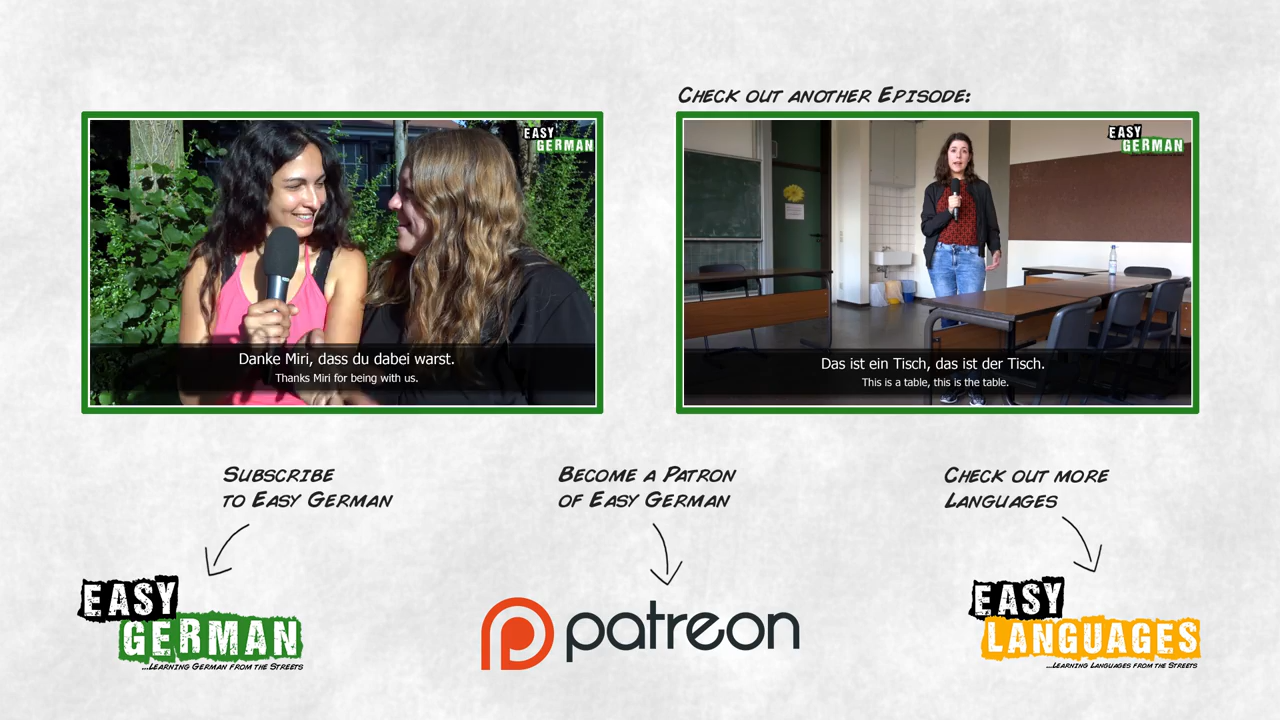 CHECK OUT ANOTHER EPISODE:
EASY
GERMAN
Danke Miri, dass du dabei warst.
Thanks Miri for being with us.
EASY
GERMAN
Das ist ein Tisch, das ist der Tisch.
This is a table, this is the table.
SUBSCRIBE
TO EASY GERMAN
BECOME A PATRON
OF EASY GERMAN
CHECK OUT MORE
LANGUAGES
EASY
GERMAN
...LEARNING GERMAN FROM THE STREETS
patreon
EASY
LANGUAGES
...LEARNING LANGUAGES FROM THE STREETS